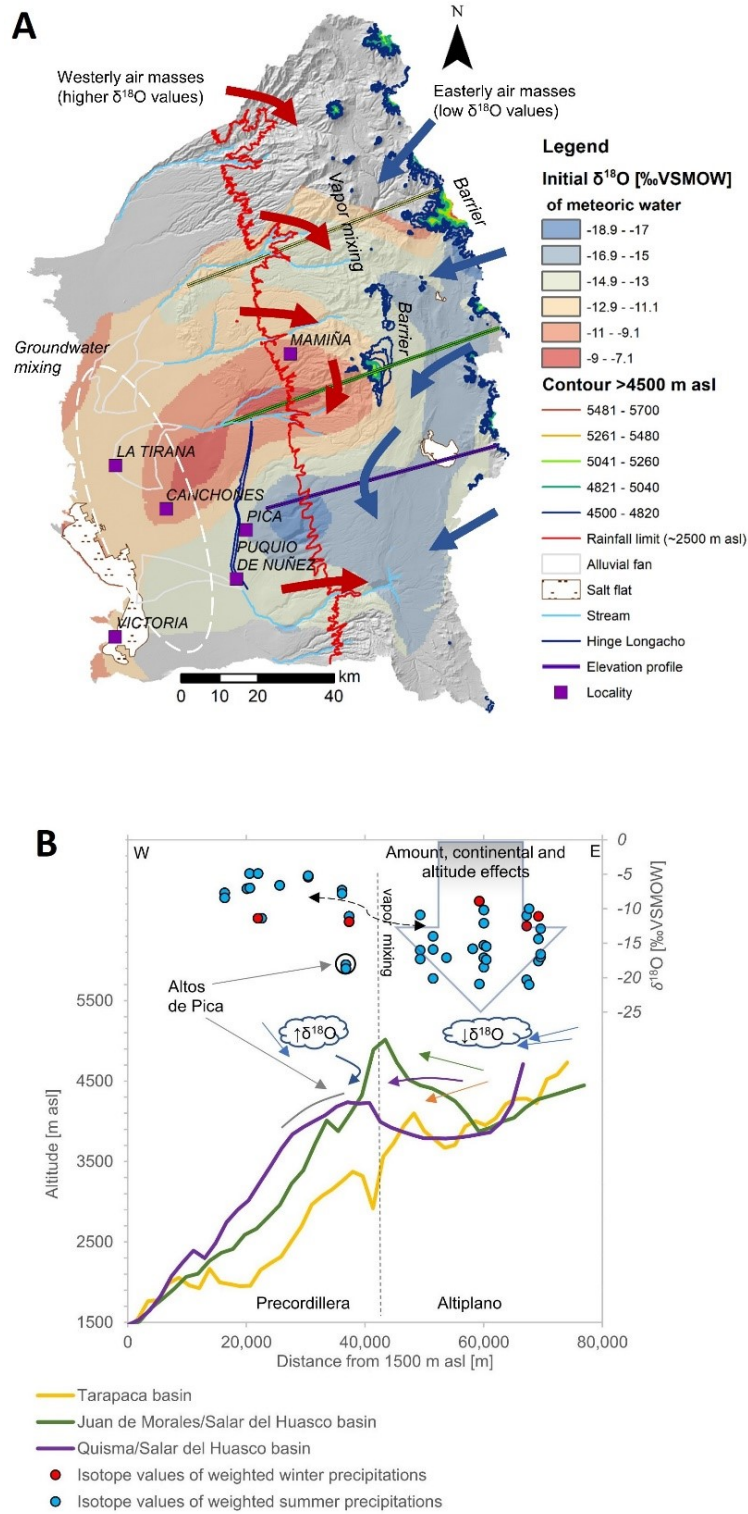 A
N
Westerly air masses
(higher δ18O values)
Easterly air masses
(low δ18O values)
Vapor mixing
Barrier
Barrier
Groundwater
mixing
MAMIÑA
LA TIRANA
CANCHONES
PICA
PUQUIO
DE NUÑEZ
VICTORIA
km
0 10 20 40
Legend
Initial δ18O [‰VSMOW]
of meteoric water
-18.9 - -17
-16.9 - -15
-14.9 - -13
-12.9 - -11.1
-11 - -9.1
-9 - -7.1
Contour >4500 m asl
5481 - 5700
5261 - 5480
5041 - 5260
4821 - 5040
4500 - 4820
Rainfall limit (~2500 m asl)
Alluvial fan
Salt flat
Stream
Hinge Longacho
Elevation profile
Locality
B
W
E
Amount, continental and
altitude effects
vapor mixing
Altos
de Pica
↑δ18O
↓δ18O
0
-5
-10
-15
-20
-25
δ18O [‰VSMOW]
5500
4500
3500
2500
1500
Altitude [m asl]
Precordillera
Altiplano
0 20,000 40,000 60,000 80,000
Distance from 1500 m asl [m]
Tarapaca basin
Juan de Morales/Salar del Huasco basin
Quisma/Salar del Huasco basin
Isotope values of weighted winter precipitations
Isotope values of weighted summer precipitations